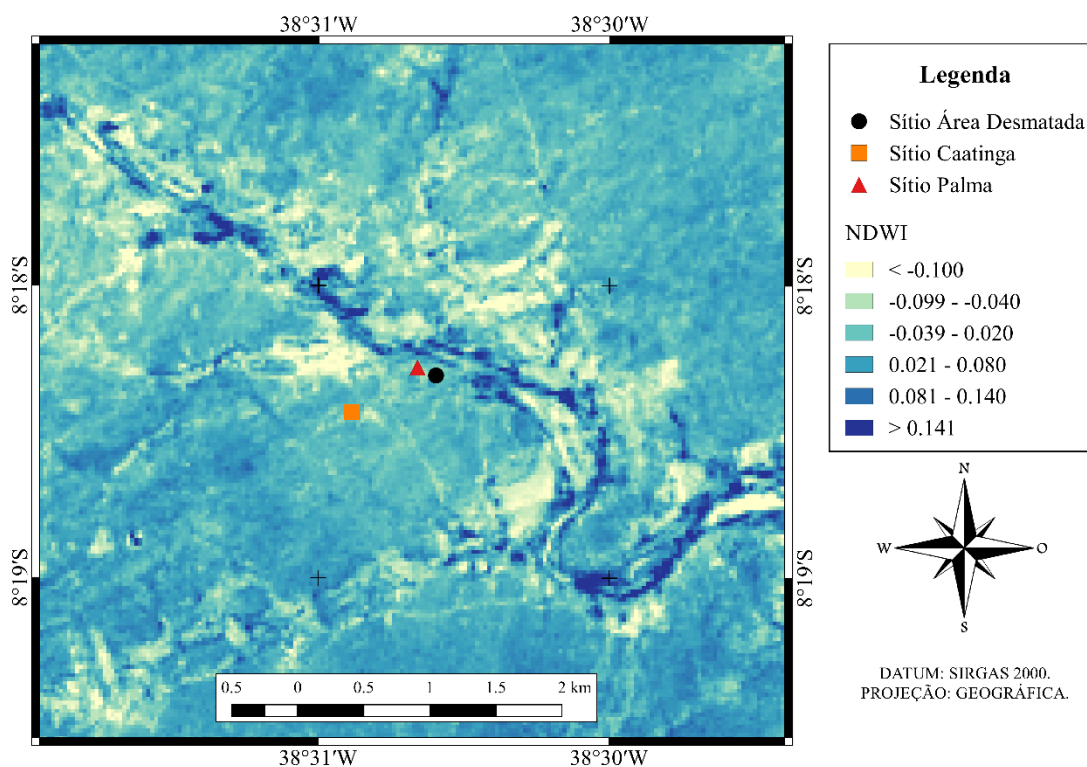 38°31'W 38°30'W
Legenda
Sítio Área Desmatada
Sítio Caatinga
Sítio Palma
NDWI
< -0.100
-0.099 - -0.040
-0.039 - 0.020
0.021 - 0.080
0.081 - 0.140
> 0.141
8°18'S 8°18'S
8°19'S 8°19'S
N
W O
S
DATUM: SIRGAS 2000.
PROJEÇÃO: GEOGRÁFICA.
0.5 0 0.5 1 1.5 2 km
38°31'W 38°30'W